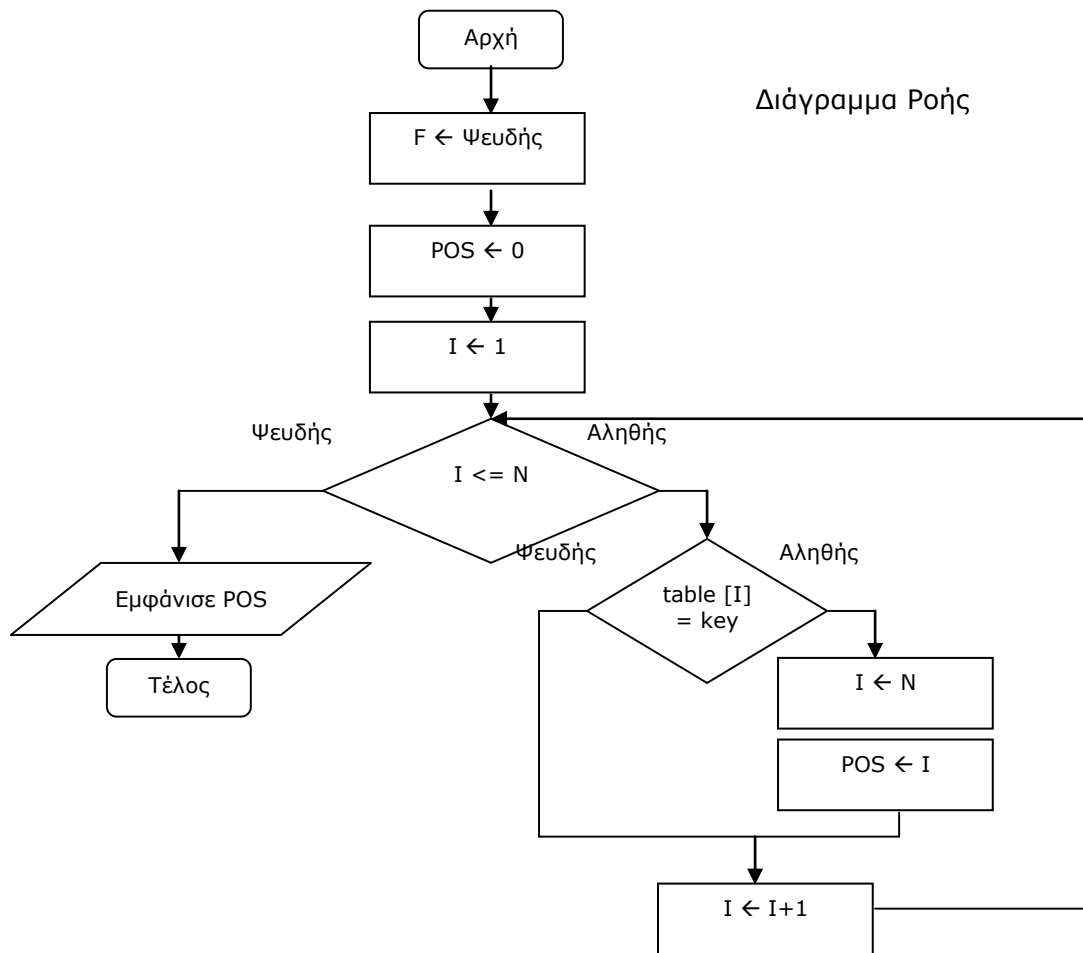 Αρχή
Διάγραμμα Ροής
F ← Ψευδής
POS ← 0
I ← 1
Ψευδής
Αληθής
I <= N
Ψευδής
Αληθής
Εμφάνισε POS
table [I]
= key
Τέλος
I ← N
POS ← I
I ← I+1